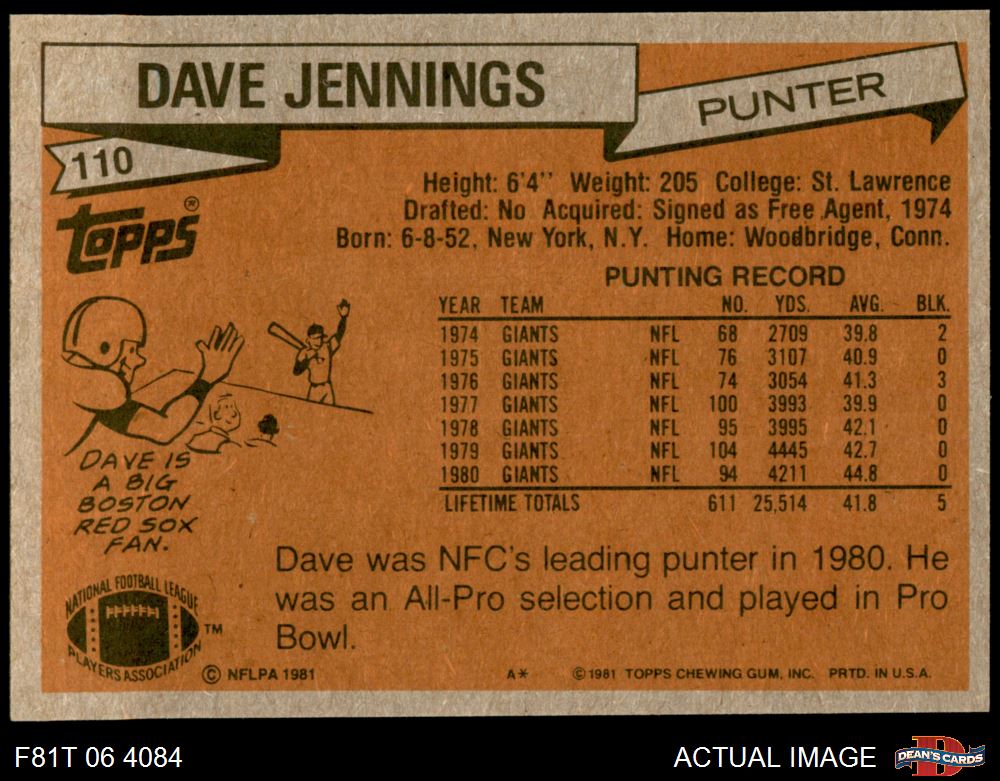 DAVE JENNINGS
PUNTER
110
topps®
Height: 6'4'' Weight: 205 College: St. Lawrence
Drafted: No Acquired: Signed as Free Agent, 1974
Born: 6-8-52, New York, N.Y. Home: Woodbridge, Conn.
PUNTING RECORD
YEAR TEAM NO. YDS. AVG. BLK.
1974 GIANTS NFL 68 2709 39.8 2
1975 GIANTS NFL 76 3107 40.9 0
1976 GIANTS NFL 74 3054 41.3 3
1977 GIANTS NFL 100 3993 39.9 0
1978 GIANTS NFL 95 3995 42.1 0
1979 GIANTS NFL 104 4445 42.7 0
1980 GIANTS NFL 94 4211 44.8 0
LIFETIME TOTALS 611 25,514 41.8 5
DAVE IS
A BIG
BOSTON
RED SOX
FAN.
Dave was NFC's leading punter in 1980. He
was an All-Pro selection and played in Pro
Bowl.
NATIONAL FOOTBALL LEAGUE
PLAYERS ASSOCIATION
TM
© NFLPA 1981
A* © 1981 TOPPS CHEWING GUM, INC. PRTD. IN U.S.A.
F81T 06 4084
ACTUAL IMAGE
D
DEAN'S CARDS